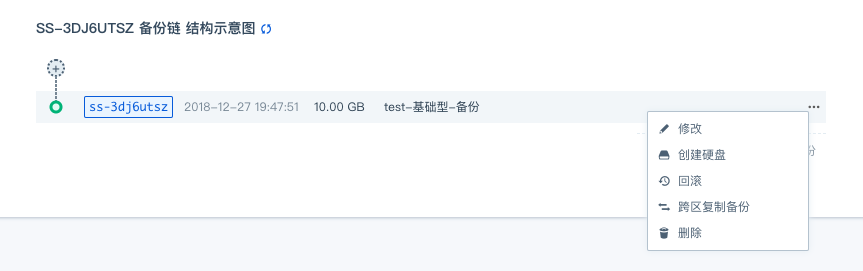 SS-3DJ6UTSZ 备份链 结构示意图
ss-3dj6utsz 2018-12-27 19:47:51 10.00 GB test-基础型-备份
修改
创建硬盘
份
回滚
跨区复制备份
删除